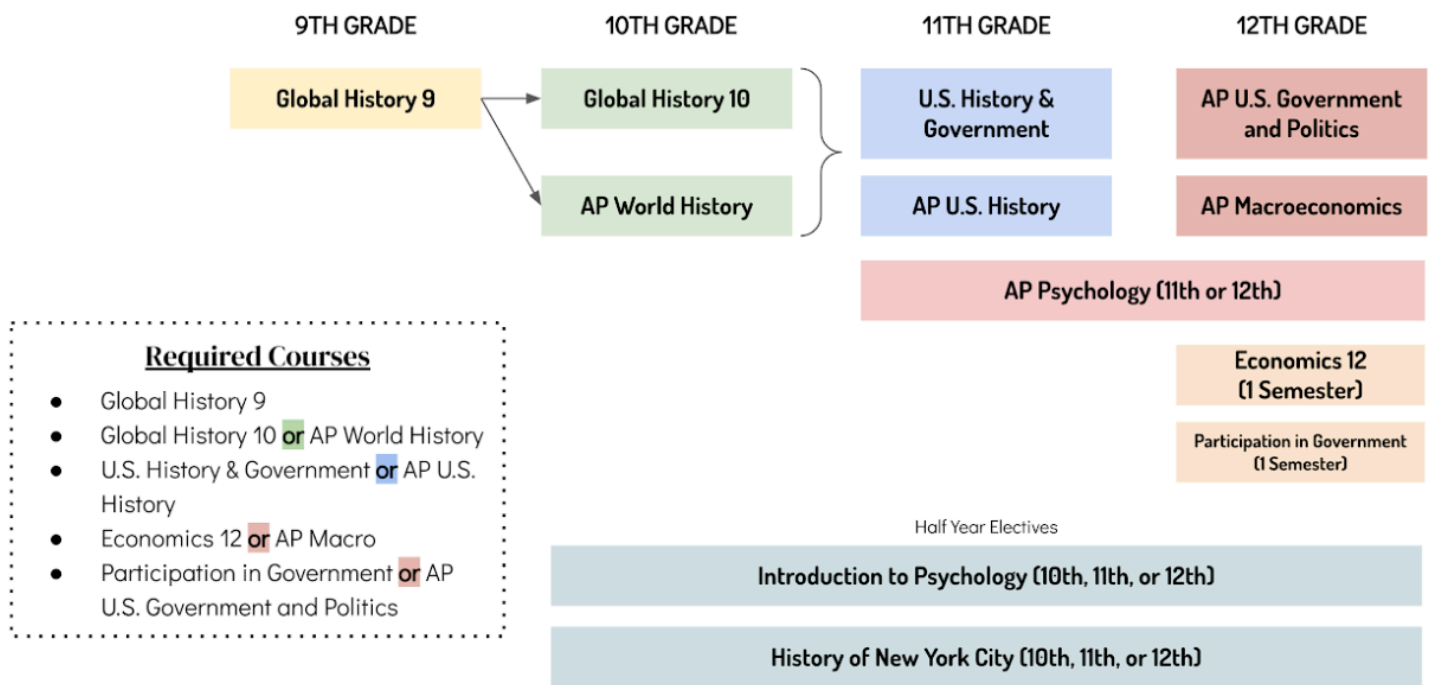 9TH GRADE
10TH GRADE
11TH GRADE
12TH GRADE
Global History 9
Global History 10
U.S. History &
Government
AP U.S. Government
and Politics
AP World History
AP U.S. History
AP Macroeconomics
AP Psychology (11th or 12th)
Required Courses
● Global History 9
● Global History 10 or AP World History
● U.S. History & Government or AP U.S.
History
● Economics 12 or AP Macro
● Participation in Government or AP
U.S. Government and Politics
Economics 12
(1 Semester)
Participation in Government
(1 Semester)
Half Year Electives
Introduction to Psychology (10th, 11th, or 12th)
History of New York City (10th, 11th, or 12th)